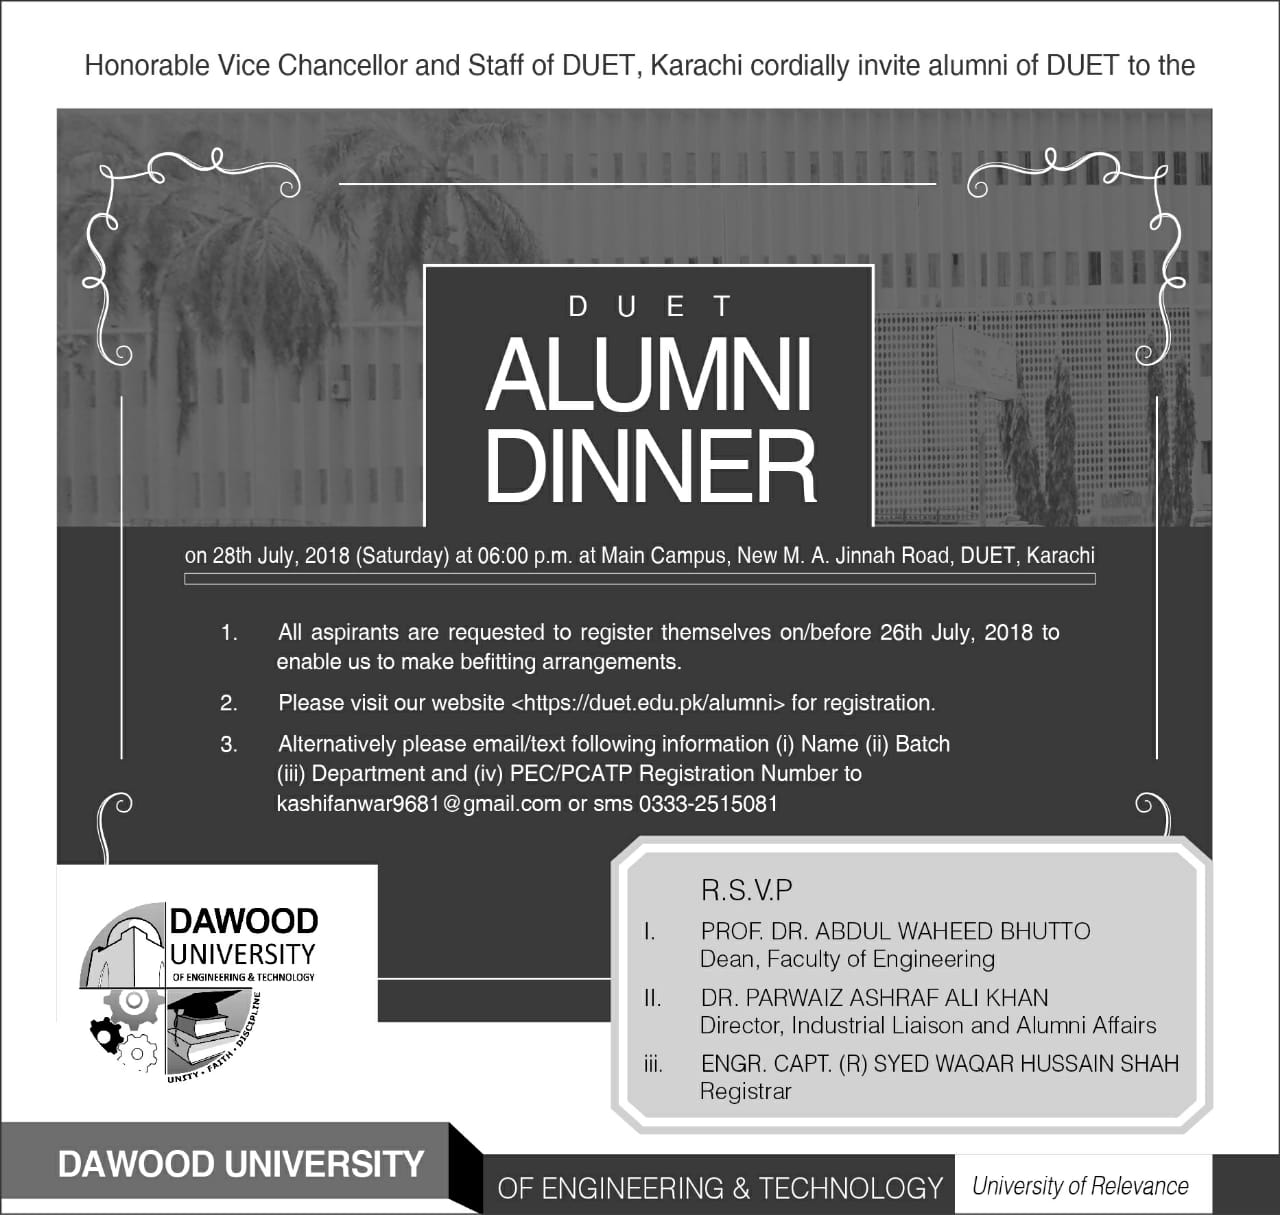 Honorable Vice Chancellor and Staff of DUET, Karachi cordially invite alumni of DUET to the
DUET
ALUMNI
DINNER
on 28th July, 2018 (Saturday) at 06:00 p.m. at Main Campus, New M. A. Jinnah Road, DUET, Karachi
1. All aspirants are requested to register themselves on/before 26th July, 2018 to
enable us to make befitting arrangements.
2. Please visit our website <https://duet.edu.pk/alumni> for registration.
3. Alternatively please email/text following information (i) Name (ii) Batch
(iii) Department and (iv) PEC/PCATP Registration Number to
kashifanwar9681@gmail.com or sms 0333-2515081
DAWOOD
UNIVERSITY
OF ENGINEERING & TECHNOLOGY
UNITY • FAITH • DISCIPLINE
R.S.V.P
I. PROF. DR. ABDUL WAHEED BHUTTO
Dean, Faculty of Engineering
II. DR. PARWAIZ ASHRAF ALI KHAN
Director, Industrial Liaison and Alumni Affairs
iii. ENGR. CAPT. (R) SYED WAQAR HUSSAIN SHAH
Registrar
DAWOOD UNIVERSITY
OF ENGINEERING & TECHNOLOGY
University of Relevance